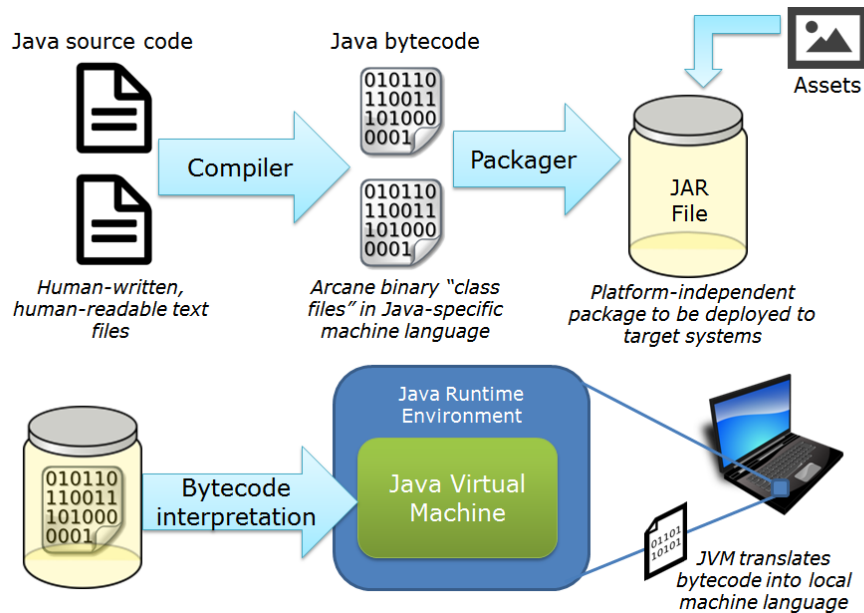 Java source code
Java bytecode
Assets
010110
110011
101000
0001
Compiler
Packager
JAR
File
010110
110011
101000
0001
Human-written,
human-readable text
files
Arcane binary “class
files” in Java-specific
machine language
Platform-independent
package to be deployed to
target systems
Java Runtime
Environment
010110
110011
101000
0001
Bytecode
interpretation
Java Virtual
Machine
01101
10101
JVM translates
bytecode into local
machine language